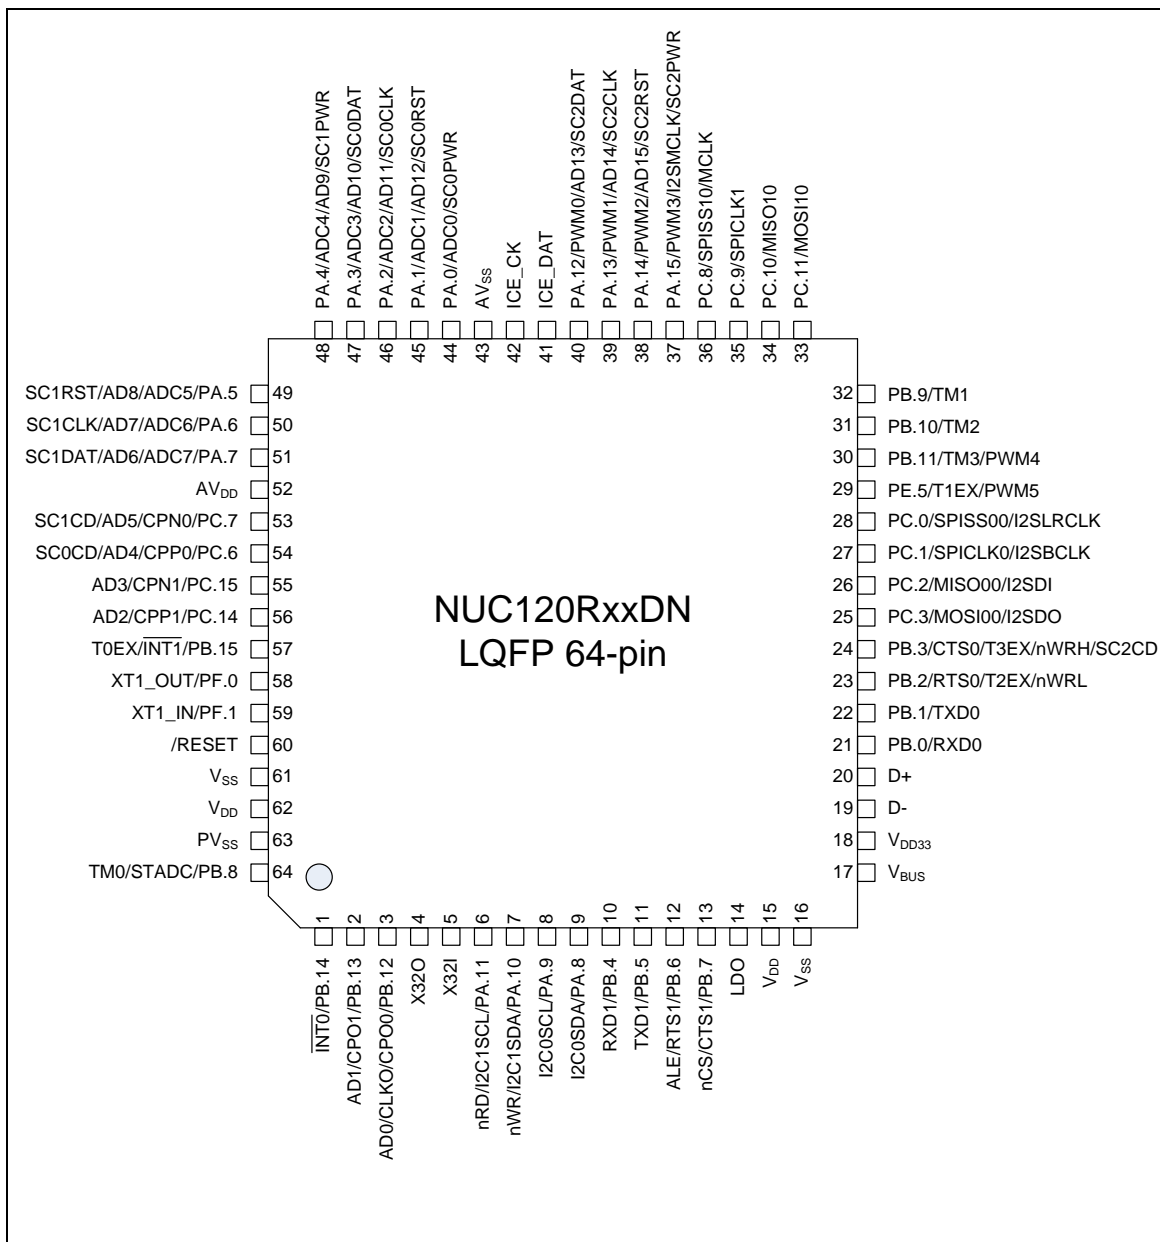 PA.4/ADC4/AD9/SC1PWR
PA.3/ADC3/AD10/SC0DAT
PA.2/ADC2/AD11/SC0CLK
PA.1/ADC1/AD12/SC0RST
PA.0/ADC0/SC0PWR
AVSS
ICE_CK
ICE_DAT
PA.12/PWM0/AD13/SC2DAT
PA.13/PWM1/AD14/SC2CLK
PA.14/PWM2/AD15/SC2RST
PA.15/PWM3/I2SMCLK/SC2PWR
PC.8/SPISS10/MCLK
PC.9/SPICLK1
PC.10/MISO10
PC.11/MOSI10
48 47 46 45 44 43 42 41 40 39 38 37 36 35 34 33
SC1RST/AD8/ADC5/PA.5 49
SC1CLK/AD7/ADC6/PA.6 50
SC1DAT/AD6/ADC7/PA.7 51
AVDD 52
SC1CD/AD5/CPN0/PC.7 53
SC0CD/AD4/CPP0/PC.6 54
AD3/CPN1/PC.15 55
AD2/CPP1/PC.14 56
T0EX/INT1/PB.15 57
XT1_OUT/PF.0 58
XT1_IN/PF.1 59
/RESET 60
VSS 61
VDD 62
PVSS 63
TM0/STADC/PB.8 64
NUC120RxxDN
LQFP 64-pin
32 PB.9/TM1
31 PB.10/TM2
30 PB.11/TM3/PWM4
29 PE.5/T1EX/PWM5
28 PC.0/SPISS00/I2SLRCLK
27 PC.1/SPICLK0/I2SBCLK
26 PC.2/MISO00/I2SDI
25 PC.3/MOSI00/I2SDO
24 PB.3/CTS0/T3EX/nWRH/SC2CD
23 PB.2/RTS0/T2EX/nWRL
22 PB.1/TXD0
21 PB.0/RXD0
20 D+
19 D-
18 VDD33
17 VBUS
1 2 3 4 5 6 7 8 9 10 11 12 13 14 15 16
INT0/PB.14
AD1/CPO1/PB.13
AD0/CLKO/CPO0/PB.12
X32O
X32I
nRD/I2C1SCL/PA.11
nWR/I2C1SDA/PA.10
I2C0SCL/PA.9
I2C0SDA/PA.8
RXD1/PB.4
TXD1/PB.5
ALE/RTS1/PB.6
nCS/CTS1/PB.7
LDO
VDD
VSS